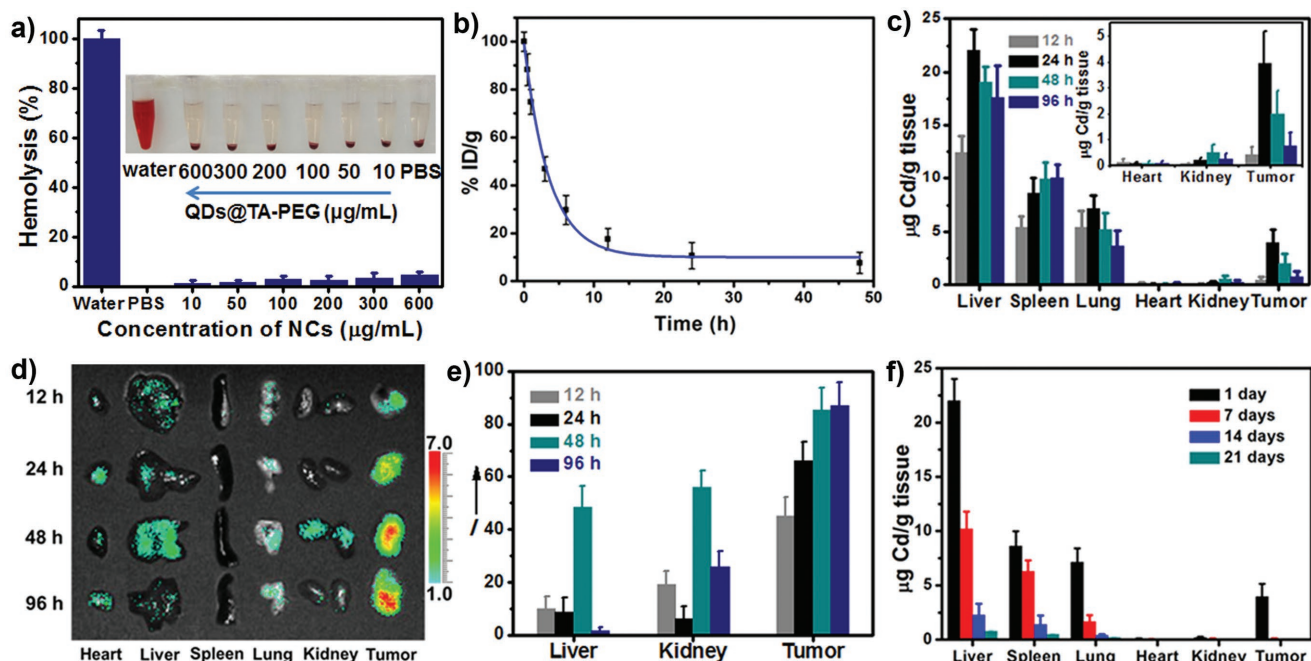 a)
Hemolysis (%)
100
80
60
40
20
0
water 600 300 200 100 50 10 PBS
QDs@TA-PEG (μg/mL)
Water PBS 10 50 100 200 300 600
Concentration of NCs (μg/mL)
b)
% ID/g
100
80
60
40
20
0
0 10 20 30 40 50
Time (h)
c)
μg Cd/g tissue
25
20
15
10
5
0
12 h
24 h
48 h
96 h
μg Cd/g tissue
5
4
3
2
1
0
Heart Kidney Tumor
Liver Spleen Lung Heart Kidney Tumor
d)
12 h
24 h
48 h
96 h
7.0
1.0
Heart Liver Spleen Lung Kidney Tumor
e)
100
80
60
40
20
0
12 h
24 h
48 h
96 h
Liver Kidney Tumor
f)
μg Cd/g tissue
25
20
15
10
5
0
1 day
7 days
14 days
21 days
Liver Spleen Lung Heart Kidney Tumor